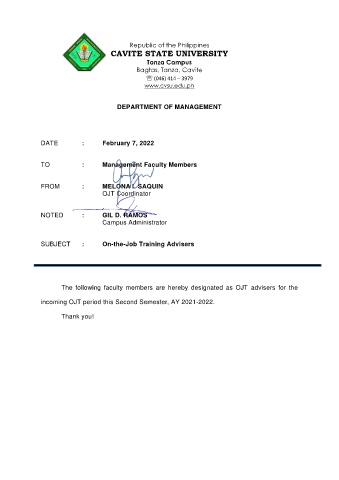 Republic of the Philippines
CAVITE STATE UNIVERSITY
Tanza Campus
Bagtas, Tanza, Cavite
☏ (046) 414 – 3979
www.cvsu.edu.ph
DEPARTMENT OF MANAGEMENT
DATE : February 7, 2022
TO : Management Faculty Members
FROM : MELONA I. SAQUIN
OJT Coordinator
NOTED : GIL D. RAMOS
Campus Administrator
SUBJECT : On-the-Job Training Advisers
The following faculty members are hereby designated as OJT advisers for the
incoming OJT period this Second Semester, AY 2021-2022.
Thank you!